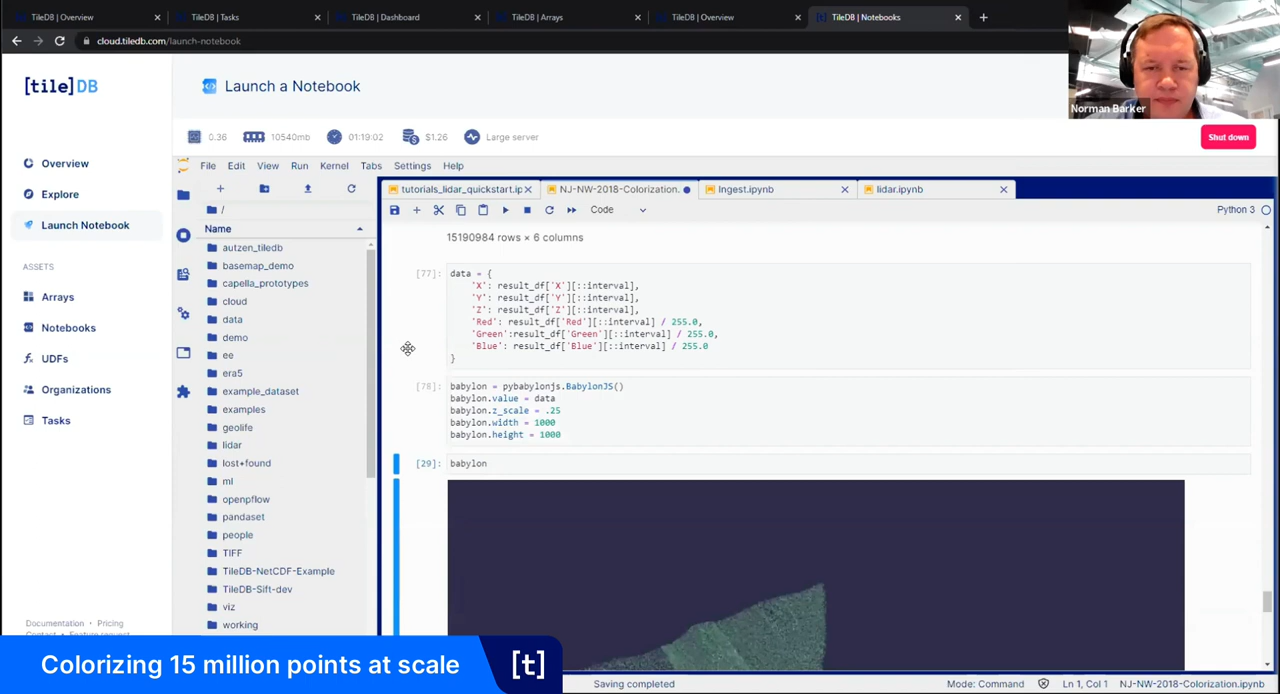 TileDB | Overview
TileDB | Tasks
TileDB | Dashboard
TileDB | Arrays
TileDB | Overview
[t] TileDB | Notebooks
cloud.tiledb.com/launch-notebook
Norman Barker
[tile]DB
Launch a Notebook
0.36
10540mb
01:19:02
$1.26
Large server
Shut down
Overview
Explore
Launch Notebook
ASSETS
Arrays
Notebooks
UDFs
Organizations
Tasks
Documentation · Pricing
Contact · Feature request
File Edit View Run Kernel Tabs Settings Help
/
Name
autzen_tiledb
basemap_demo
capella_prototypes
cloud
data
demo
ee
era5
example_dataset
examples
geolife
lidar
lost+found
ml
openpflow
pandaset
people
TIFF
TileDB-NetCDF-Example
TileDB-Sift-dev
viz
working
tutorials_lidar_quickstart.ip
NJ-NW-2018-Colorization.
Ingest.ipynb
lidar.ipynb
Code
Python 3
15190984 rows × 6 columns
[77]: data = {
'X': result_df['X'][::interval],
'Y': result_df['Y'][::interval],
'Z': result_df['Z'][::interval],
'Red': result_df['Red'][::interval] / 255.0,
'Green':result_df['Green'][::interval] / 255.0,
'Blue': result_df['Blue'][::interval] / 255.0
}
[78]: babylon = pybabylonjs.BabylonJS()
babylon.value = data
babylon.z_scale = .25
babylon.width = 1000
babylon.height = 1000
[29]: babylon
Colorizing 15 million points at scale
[t]
Saving completed
Mode: Command
Ln 1, Col 1
NJ-NW-2018-Colorization.ipynb